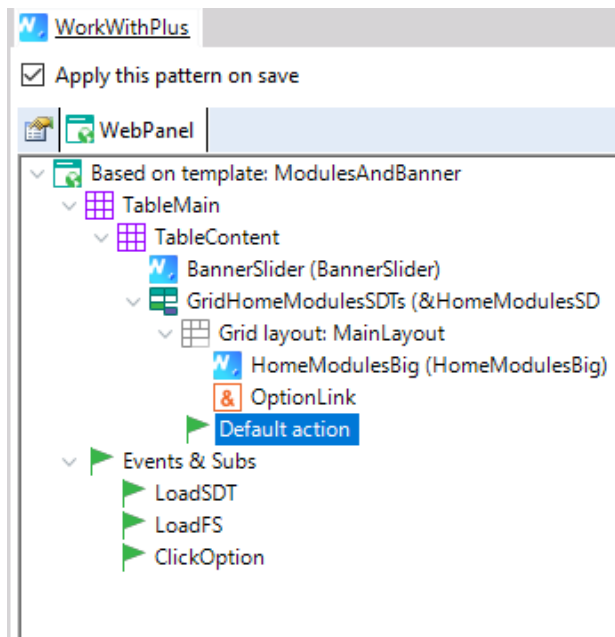 WorkWithPlus
Apply this pattern on save
WebPanel
Based on template: ModulesAndBanner
TableMain
TableContent
BannerSlider (BannerSlider)
GridHomeModulesSDTs (&HomeModulesSD
Grid layout: MainLayout
HomeModulesBig (HomeModulesBig)
& OptionLink
Default action
Events & Subs
LoadSDT
LoadFS
ClickOption